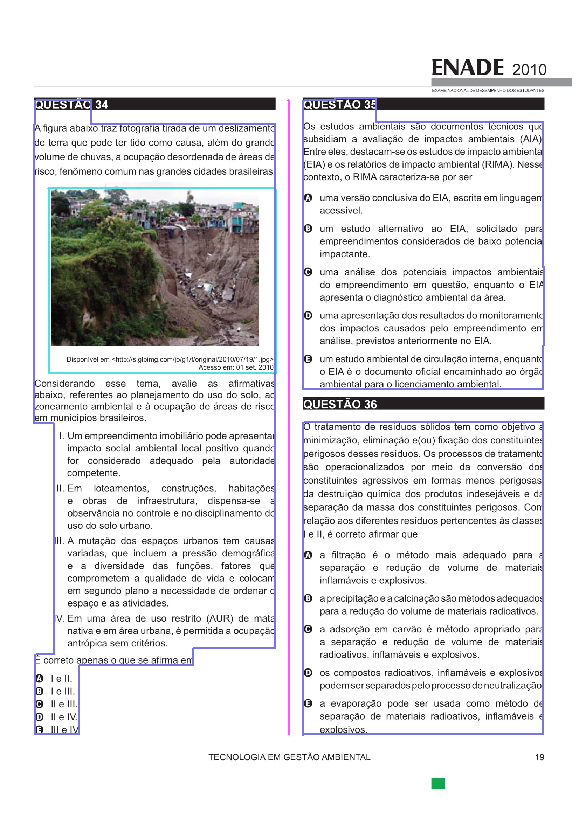 ENADE 2010
EXAME NACIONAL DE DESEMPENHO DOS ESTUDANTES
QUESTÃO 34
A figura abaixo traz fotografia tirada de um deslizamento
de terra que pode ter tido como causa, além do grande
volume de chuvas, a ocupação desordenada de áreas de
risco, fenômeno comum nas grandes cidades brasileiras.
Disponível em <http://s.glbimg.com/jo/g1/f/original/2010/07/19/1.jpg>
Acesso em: 01 set. 2010
Considerando esse tema, avalie as afirmativas
abaixo, referentes ao planejamento do uso do solo, ao
zoneamento ambiental e à ocupação de áreas de risco
em municípios brasileiros.
I. Um empreendimento imobiliário pode apresentar
impacto social ambiental local positivo quando
for considerado adequado pela autoridade
competente.
II. Em loteamentos, construções, habitações
e obras de infraestrutura, dispensa-se a
observância no controle e no disciplinamento do
uso do solo urbano.
III. A mutação dos espaços urbanos tem causas
variadas, que incluem a pressão demográfica
e a diversidade das funções, fatores que
comprometem a qualidade de vida e colocam
em segundo plano a necessidade de ordenar o
espaço e as atividades.
IV. Em uma área de uso restrito (AUR) de mata
nativa e em área urbana, é permitida a ocupação
antrópica sem critérios.
É correto apenas o que se afirma em
A I e II.
B I e III.
C II e III.
D II e IV.
E III e IV.
QUESTÃO 35
Os estudos ambientais são documentos técnicos que
subsidiam a avaliação de impactos ambientais (AIA).
Entre eles, destacam-se os estudos de impacto ambiental
(EIA) e os relatórios de impacto ambiental (RIMA). Nesse
contexto, o RIMA caracteriza-se por ser
A uma versão conclusiva do EIA, escrita em linguagem
acessível.
B um estudo alternativo ao EIA, solicitado para
empreendimentos considerados de baixo potencial
impactante.
C uma análise dos potenciais impactos ambientais
do empreendimento em questão, enquanto o EIA
apresenta o diagnóstico ambiental da área.
D uma apresentação dos resultados do monitoramento
dos impactos causados pelo empreendimento em
análise, previstos anteriormente no EIA.
E um estudo ambiental de circulação interna, enquanto
o EIA é o documento oficial encaminhado ao órgão
ambiental para o licenciamento ambiental.
QUESTÃO 36
O tratamento de resíduos sólidos tem como objetivo a
minimização, eliminação e(ou) fixação dos constituintes
perigosos desses resíduos. Os processos de tratamento
são operacionalizados por meio da conversão dos
constituintes agressivos em formas menos perigosas,
da destruição química dos produtos indesejáveis e da
separação da massa dos constituintes perigosos. Com
relação aos diferentes resíduos pertencentes às classes
I e II, é correto afirmar que
A a filtração é o método mais adequado para a
separação e redução de volume de materiais
inflamáveis e explosivos.
B a precipitação e a calcinação são métodos adequados
para a redução do volume de materiais radioativos.
C a adsorção em carvão é método apropriado para
a separação e redução de volume de materiais
radioativos, inflamáveis e explosivos.
D os compostos radioativos, inflamáveis e explosivos
podem ser separados pelo processo de neutralização.
E a evaporação pode ser usada como método de
separação de materiais radioativos, inflamáveis e
explosivos.
TECNOLOGIA EM GESTÃO AMBIENTAL
19